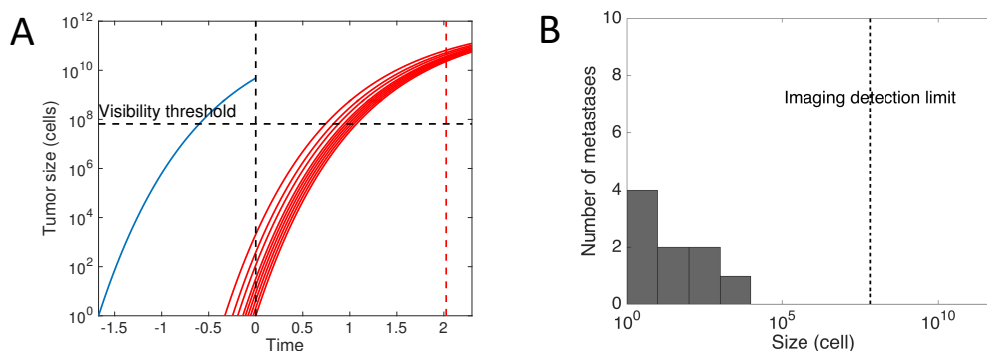 A
Tumor size (cells)
10^12
10^10
10^8
10^6
10^4
10^2
10^0
Visibility threshold
-1.5 -1 -0.5 0 0.5 1 1.5 2
Time
B
Number of metastases
10
8
6
4
2
0
Imaging detection limit
10^0 10^5 10^10
Size (cell)